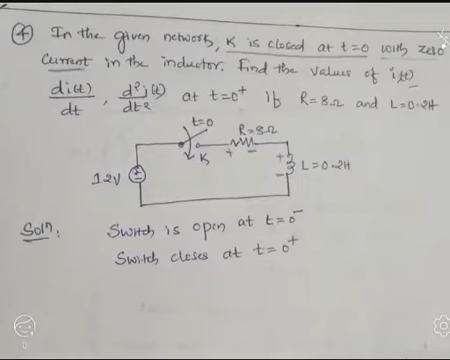 ④ In the given network, K is closed at t=0 with zero
current in the inductor. Find the values of i(t)
di(t)/dt, d²i(t)/dt² at t=0⁺ if R=8Ω and L=0.2H
t=0
R=8Ω
K
+ -
12V
+
-
L=0.2H
Soln:
Switch is open at t=0⁻
Switch closes at t=0⁺
0